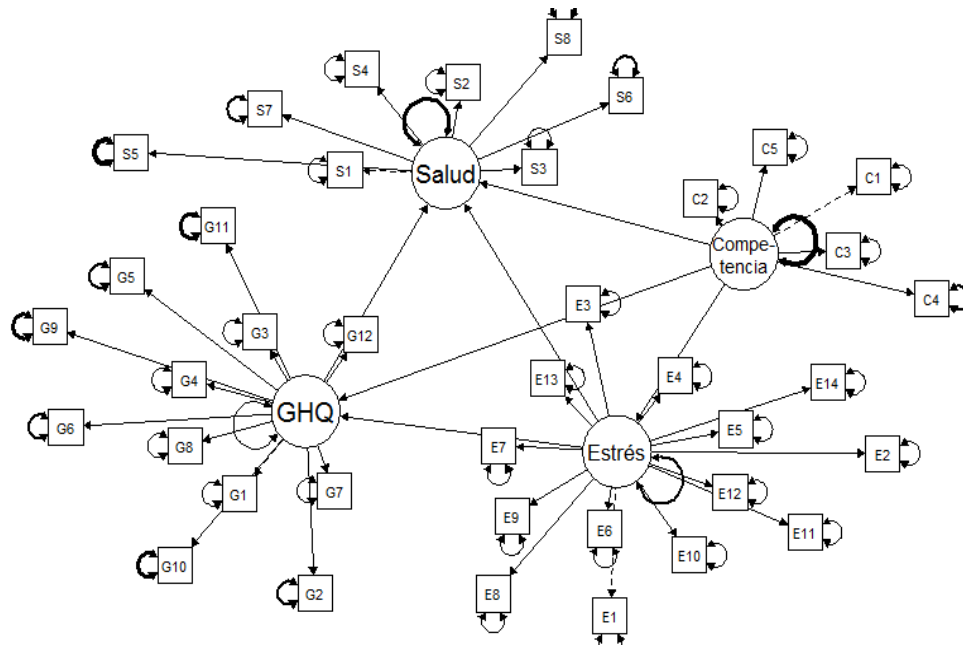 S8
S4
S2
S6
S7
S5
S1
Salud
S3
C5
C1
C2
G11
Compe-
tencia
C3
G5
C4
E3
G9
G3
G12
G4
E13
E4
E14
GHQ
G6
G8
E7
Estrés
E5
E2
G1
G7
E9
E6
E12
E11
G10
E10
G2
E8
E1